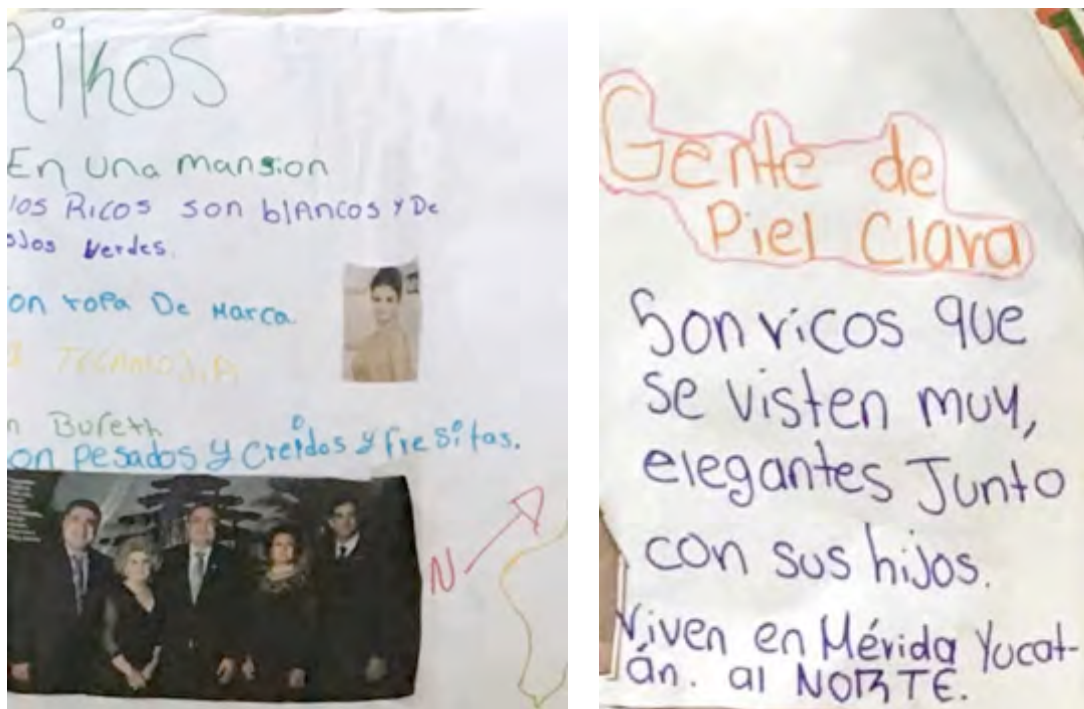 Rikos
En una mansion
los Ricos son blancos y De
ojos verdes.
on ropa De Marca.
n Bufeth
on pesados y creídos y fresitas.
N
Gente de
Piel Clara
Son ricos que
se visten muy,
elegantes Junto
con sus hijos.
Viven en Mérida Yucat-
án. al NORTE.